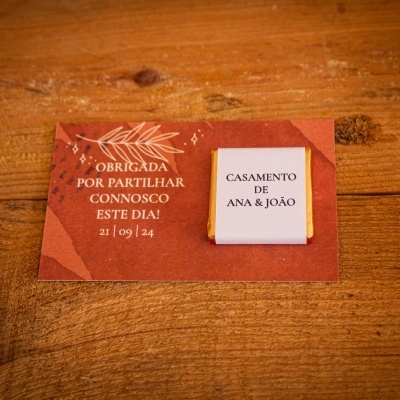 OBRIGADA
POR PARTILHAR
CONNOSCO
ESTE DIA!
21 | 09 | 24
CASAMENTO
DE
ANA & JOÃO